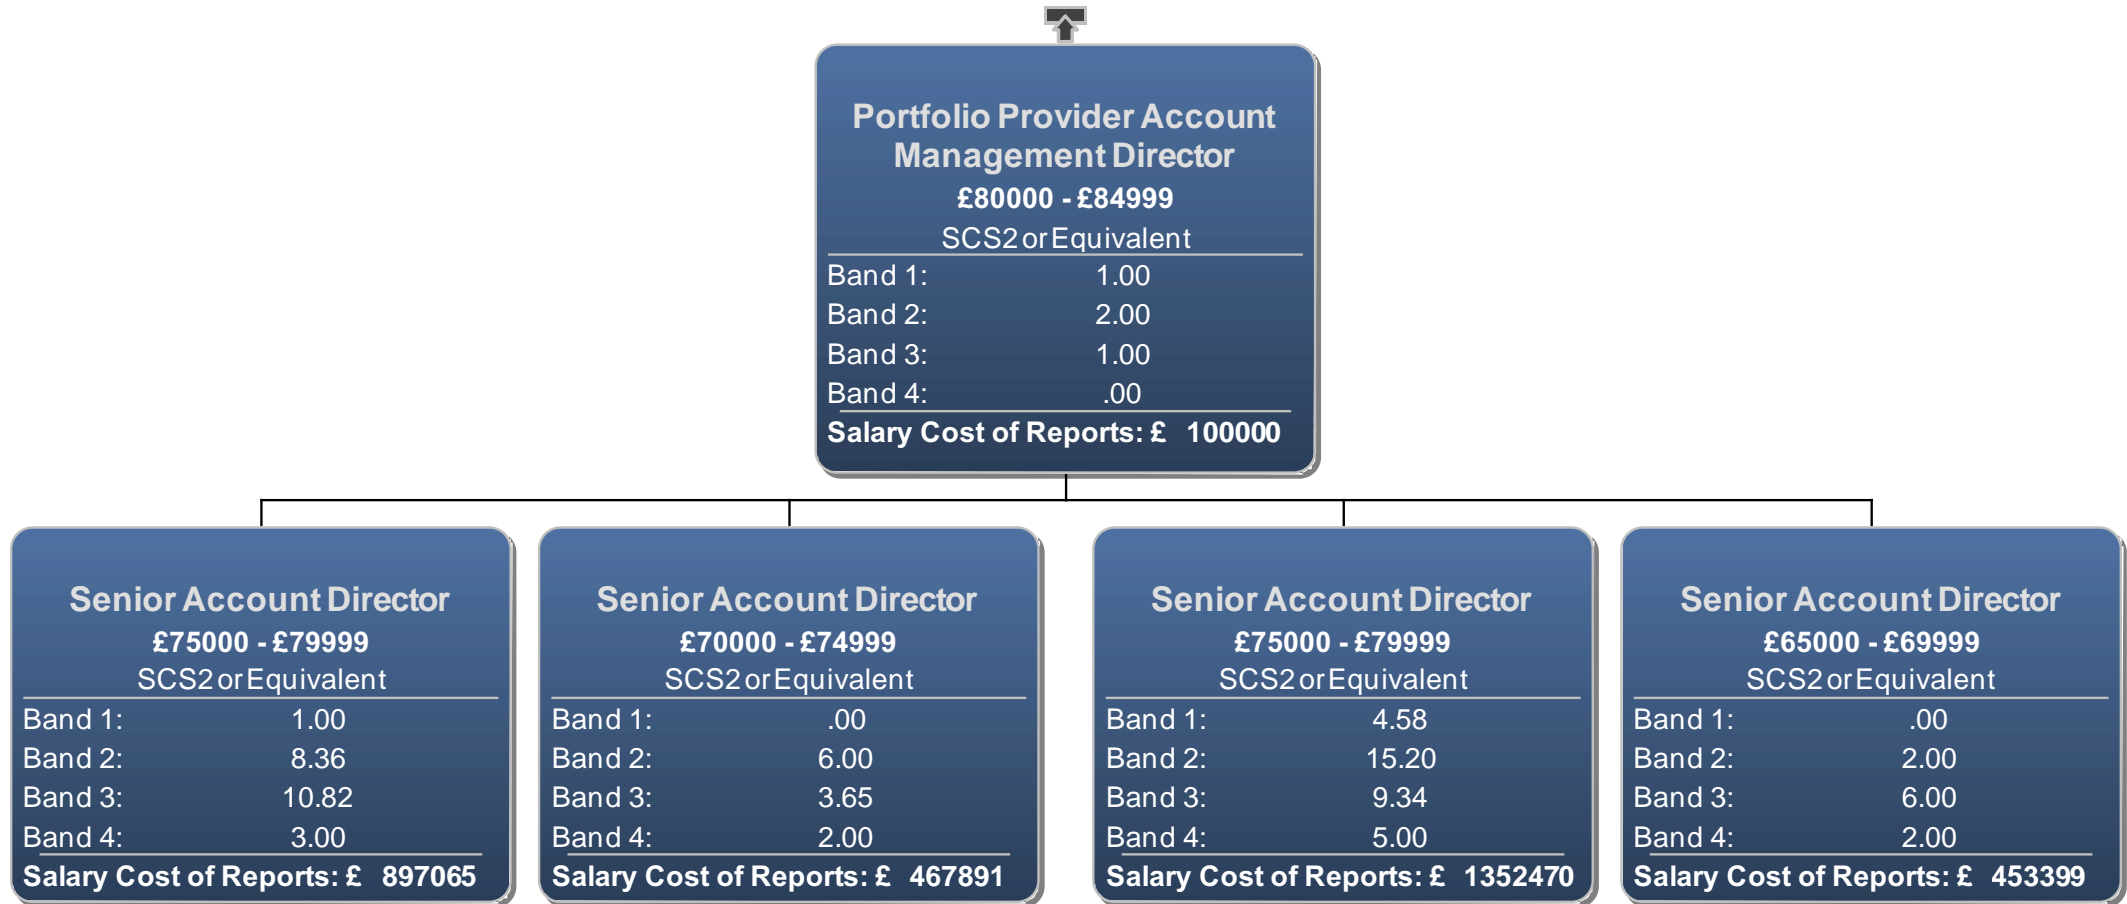 Portfolio Provider Account
Management Director
£80000 - £84999
SCS2 or Equivalent
Band 1: 1.00
Band 2: 2.00
Band 3: 1.00
Band 4: .00
Salary Cost of Reports: £ 100000
Senior Account Director
£75000 - £79999
SCS2 or Equivalent
Band 1: 1.00
Band 2: 8.36
Band 3: 10.82
Band 4: 3.00
Salary Cost of Reports: £ 897065
Senior Account Director
£70000 - £74999
SCS2 or Equivalent
Band 1: .00
Band 2: 6.00
Band 3: 3.65
Band 4: 2.00
Salary Cost of Reports: £ 467891
Senior Account Director
£75000 - £79999
SCS2 or Equivalent
Band 1: 4.58
Band 2: 15.20
Band 3: 9.34
Band 4: 5.00
Salary Cost of Reports: £ 1352470
Senior Account Director
£65000 - £69999
SCS2 or Equivalent
Band 1: .00
Band 2: 2.00
Band 3: 6.00
Band 4: 2.00
Salary Cost of Reports: £ 453399